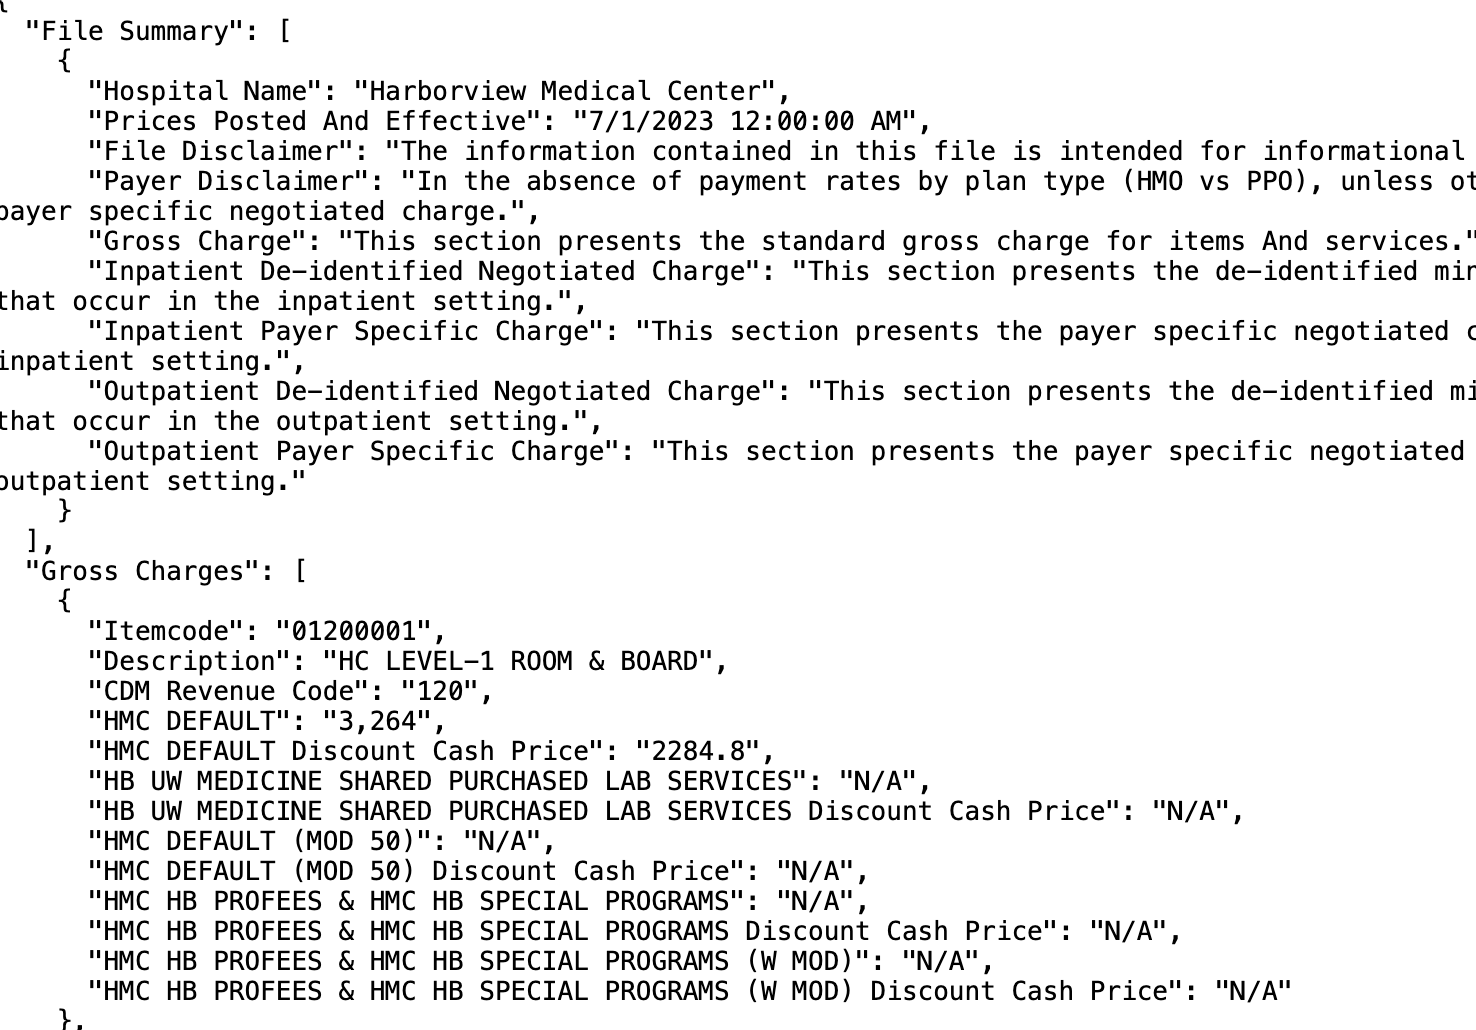 {
"File Summary": [
{
"Hospital Name": "Harborview Medical Center",
"Prices Posted And Effective": "7/1/2023 12:00:00 AM",
"File Disclaimer": "The information contained in this file is intended for informational
"Payer Disclaimer": "In the absence of payment rates by plan type (HMO vs PPO), unless ot
payer specific negotiated charge.",
"Gross Charge": "This section presents the standard gross charge for items And services."
"Inpatient De-identified Negotiated Charge": "This section presents the de-identified min
that occur in the inpatient setting.",
"Inpatient Payer Specific Charge": "This section presents the payer specific negotiated c
inpatient setting.",
"Outpatient De-identified Negotiated Charge": "This section presents the de-identified mi
that occur in the outpatient setting.",
"Outpatient Payer Specific Charge": "This section presents the payer specific negotiated
outpatient setting."
}
],
"Gross Charges": [
{
"Itemcode": "01200001",
"Description": "HC LEVEL-1 ROOM & BOARD",
"CDM Revenue Code": "120",
"HMC DEFAULT": "3,264",
"HMC DEFAULT Discount Cash Price": "2284.8",
"HB UW MEDICINE SHARED PURCHASED LAB SERVICES": "N/A",
"HB UW MEDICINE SHARED PURCHASED LAB SERVICES Discount Cash Price": "N/A",
"HMC DEFAULT (MOD 50)": "N/A",
"HMC DEFAULT (MOD 50) Discount Cash Price": "N/A",
"HMC HB PROFEES & HMC HB SPECIAL PROGRAMS": "N/A",
"HMC HB PROFEES & HMC HB SPECIAL PROGRAMS Discount Cash Price": "N/A",
"HMC HB PROFEES & HMC HB SPECIAL PROGRAMS (W MOD)": "N/A",
"HMC HB PROFEES & HMC HB SPECIAL PROGRAMS (W MOD) Discount Cash Price": "N/A"
},